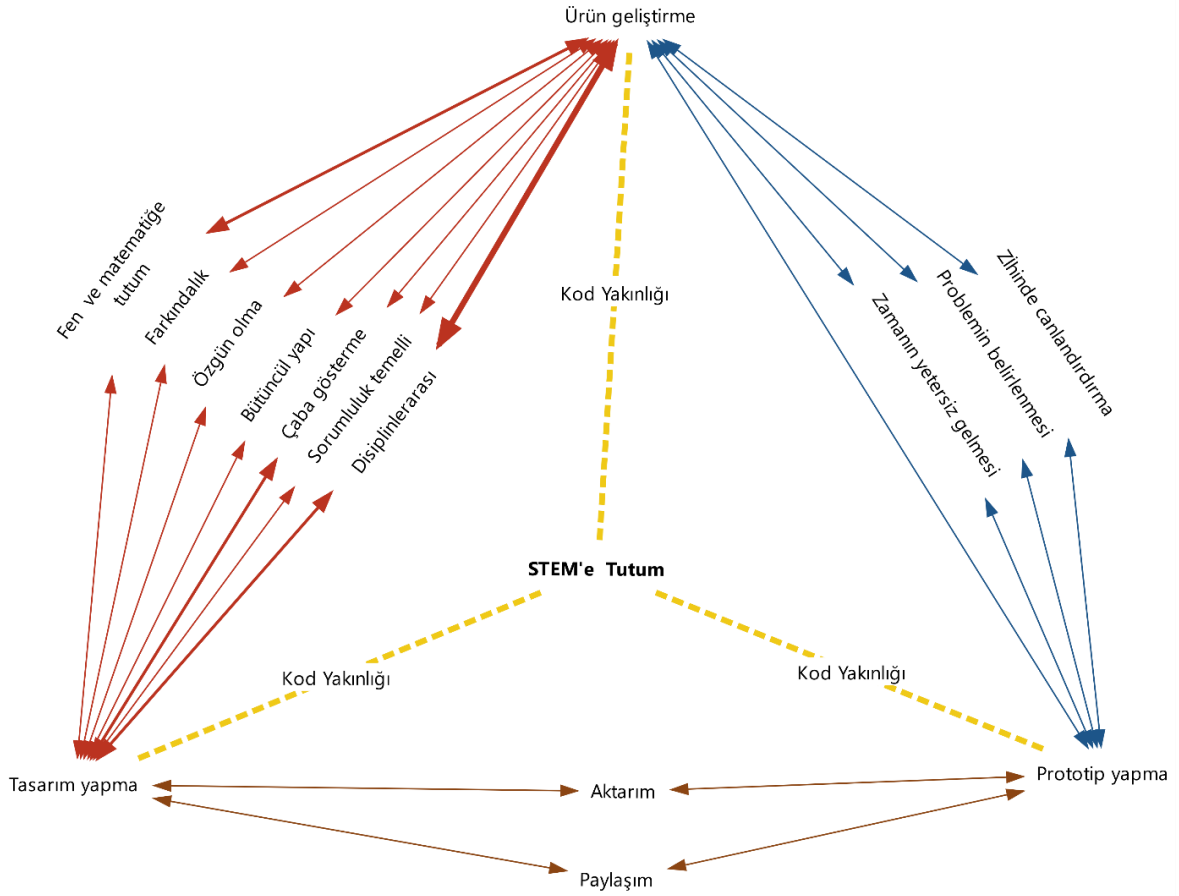 Ürün geliştirme
Fen ve matematiğe
tutum
Farkındalık
Özgün olma
Bütüncül yapı
Çaba gösterme
Sorumluluk temelli
Disiplinlerarası
Kod Yakınlığı
Zamanın yetersiz gelmesi
Problemin belirlenmesi
Zihinde canlandırdırma
STEM'e Tutum
Kod Yakınlığı
Kod Yakınlığı
Tasarım yapma
Aktarım
Prototip yapma
Paylaşım